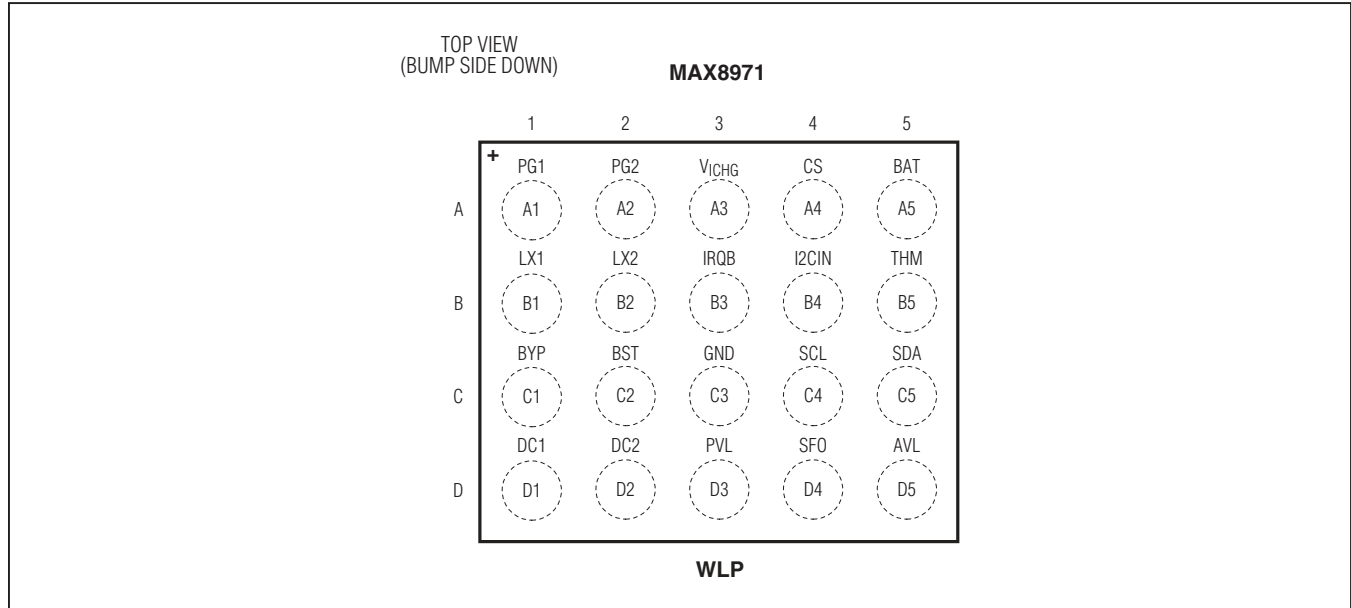 TOP VIEW
(BUMP SIDE DOWN)
MAX8971
1 2 3 4 5
+
PG1 PG2 VICHG CS BAT
A A1 A2 A3 A4 A5
LX1 LX2 IRQB I2CIN THM
B B1 B2 B3 B4 B5
BYP BST GND SCL SDA
C C1 C2 C3 C4 C5
DC1 DC2 PVL SFO AVL
D D1 D2 D3 D4 D5
WLP